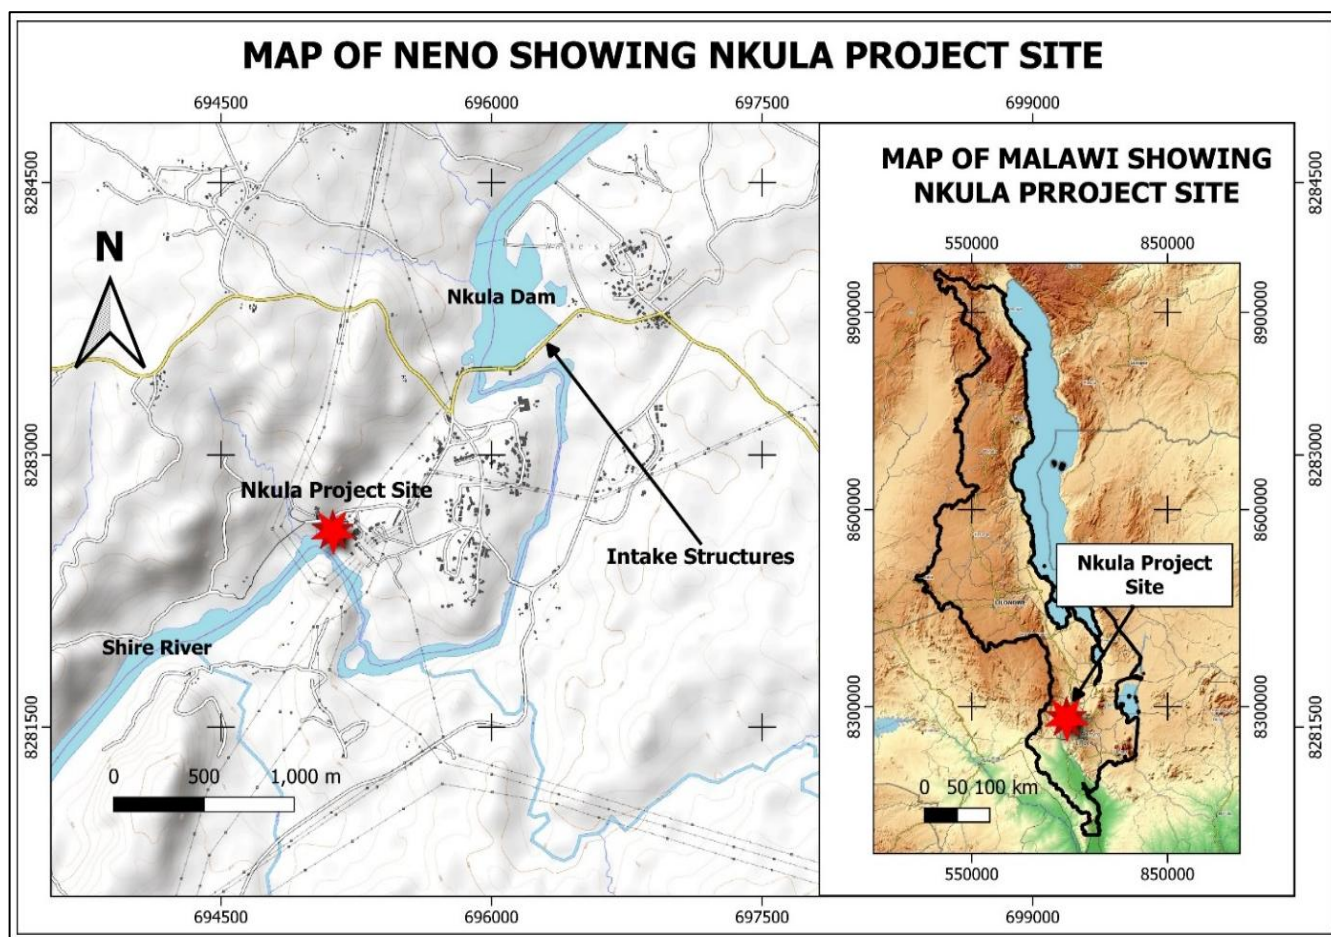 MAP OF NENO SHOWING NKULA PROJECT SITE
694500
696000
697500
699000
8284500
8283000
8281500
N
Nkula Dam
Nkula Project Site
Intake Structures
Shire River
0 500 1,000 m
694500
696000
697500
699000
MAP OF MALAWI SHOWING
NKULA PRROJECT SITE
550000
850000
8900000
8600000
8300000
Nkula Project
Site
LILONGWE
0 50 100 km
550000
850000
8900000
8600000
8300000
8284500
8283000
8281500